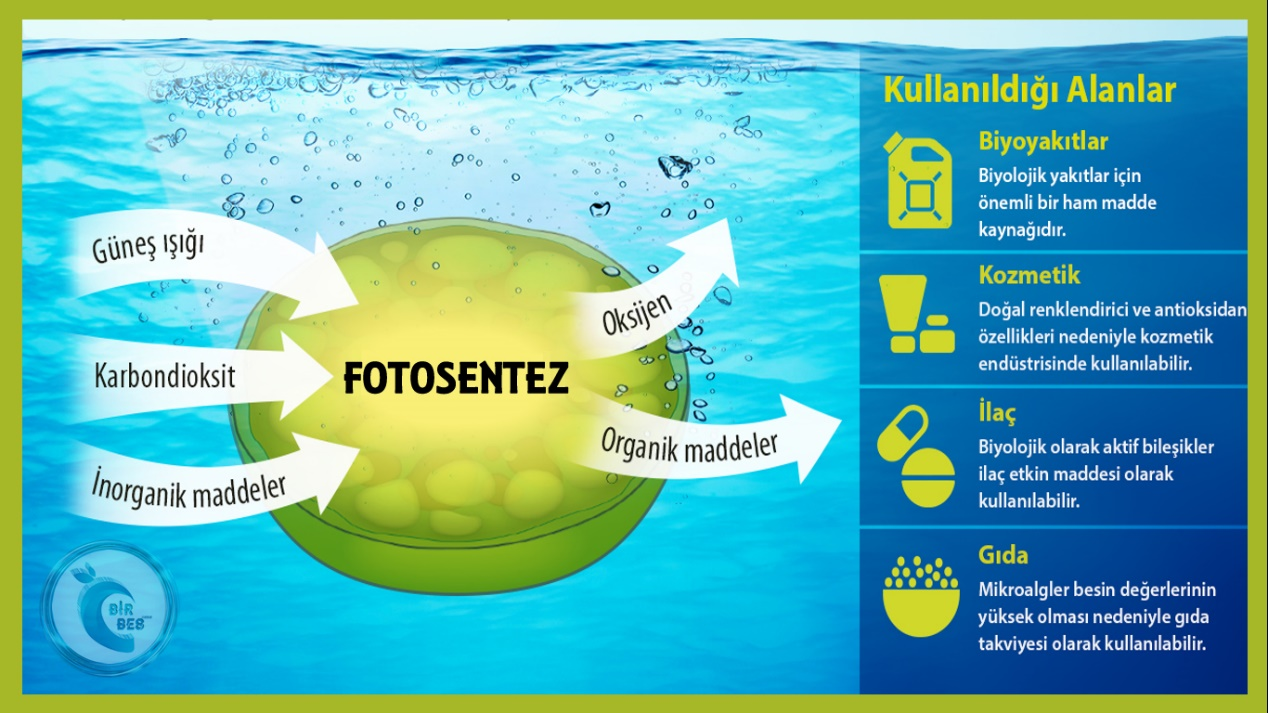 Güneş ışığı
Karbondioksit
İnorganik maddeler
FOTOSENTEZ
Oksijen
Organik maddeler
BİR
BES
Kullanıldığı Alanlar
Biyoyakıtlar
Biyolojik yakıtlar için
önemli bir ham madde
kaynağıdır.
Kozmetik
Doğal renklendirici ve antioksidan
özellikleri nedeniyle kozmetik
endüstrisinde kullanılabilir.
İlaç
Biyolojik olarak aktif bileşikler
ilaç etkin maddesi olarak
kullanılabilir.
Gıda
Mikroalgler besin değerlerinin
yüksek olması nedeniyle gıda
takviyesi olarak kullanılabilir.